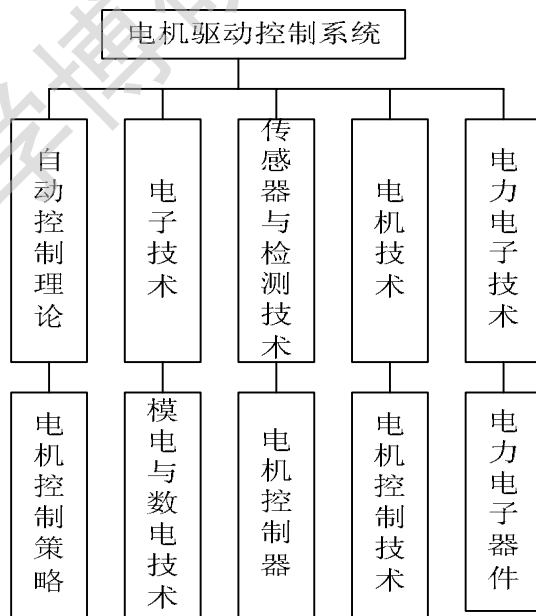 电机驱动控制系统
自动控制理论
电子技术
传感器与检测技术
电机技术
电力电子技术
电机控制策略
模电与数电技术
电机控制器
电机控制技术
电力电子器件